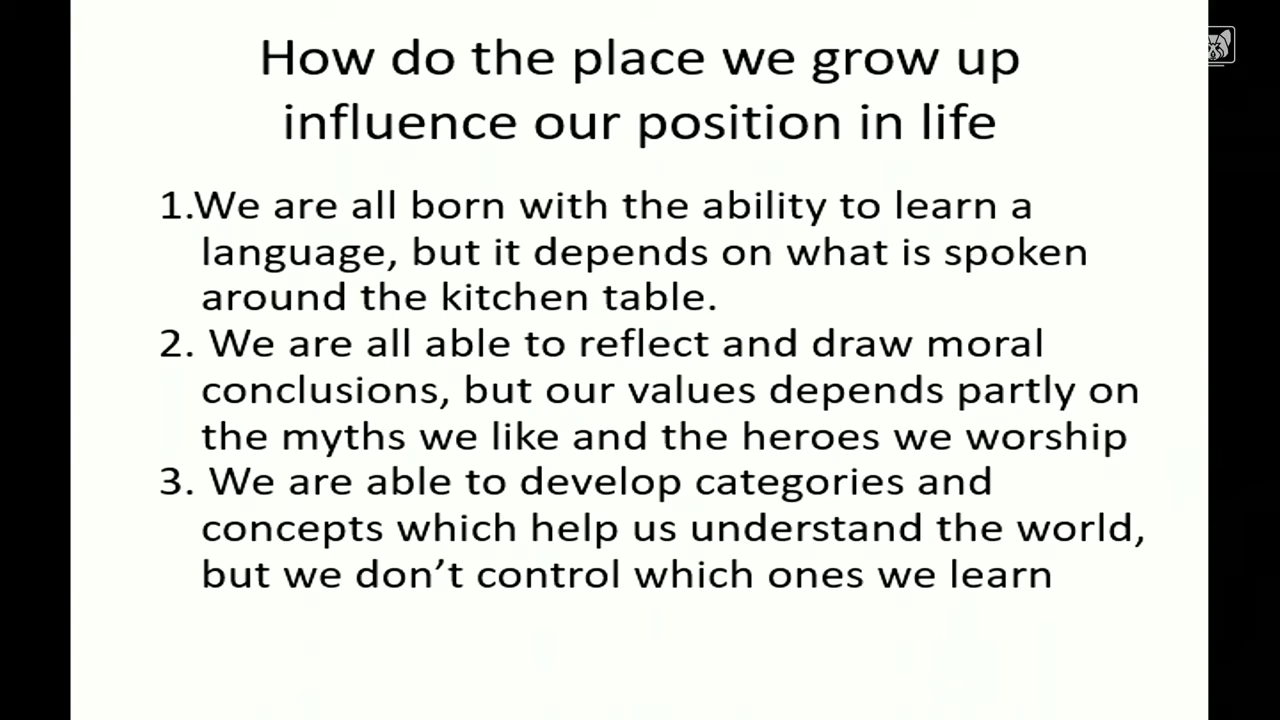 How do the place we grow up
influence our position in life
1.We are all born with the ability to learn a
language, but it depends on what is spoken
around the kitchen table.
2. We are all able to reflect and draw moral
conclusions, but our values depends partly on
the myths we like and the heroes we worship
3. We are able to develop categories and
concepts which help us understand the world,
but we don’t control which ones we learn